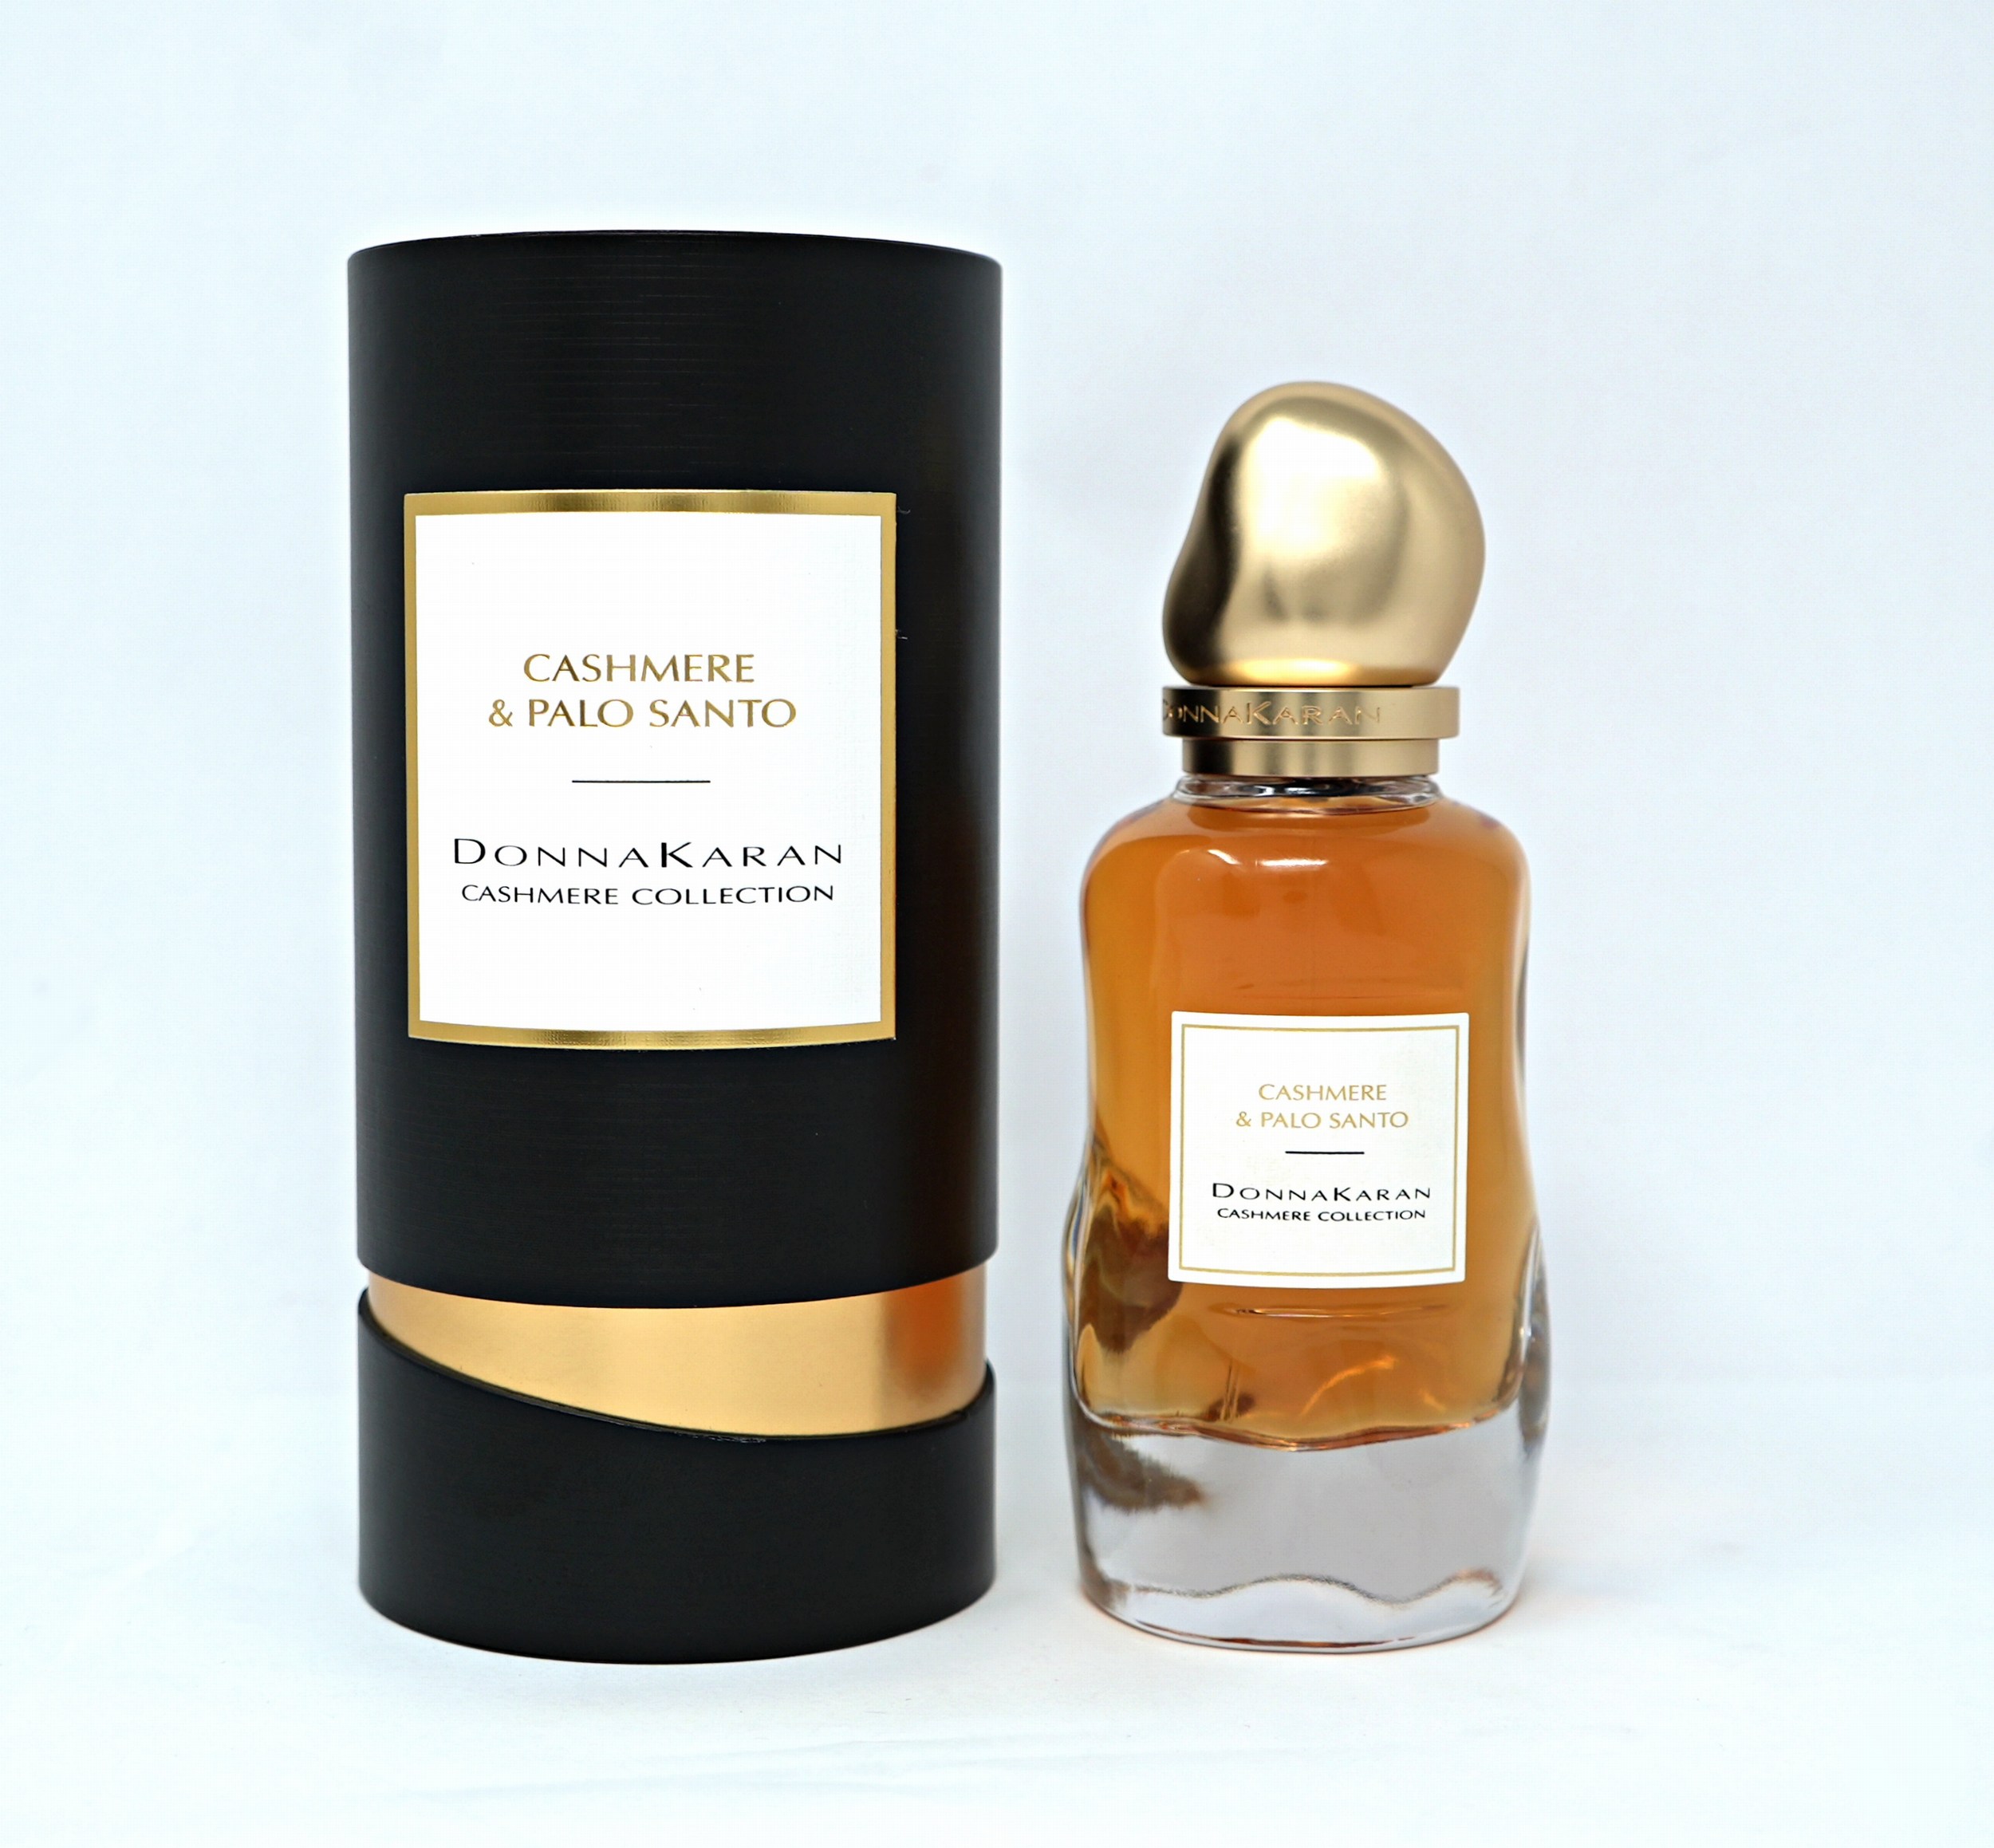 CASHMERE
& PALO SANTO
DONNAKARAN
CASHMERE COLLECTION
DONNAKARAN
CASHMERE
& PALO SANTO
DONNAKARAN
CASHMERE COLLECTION